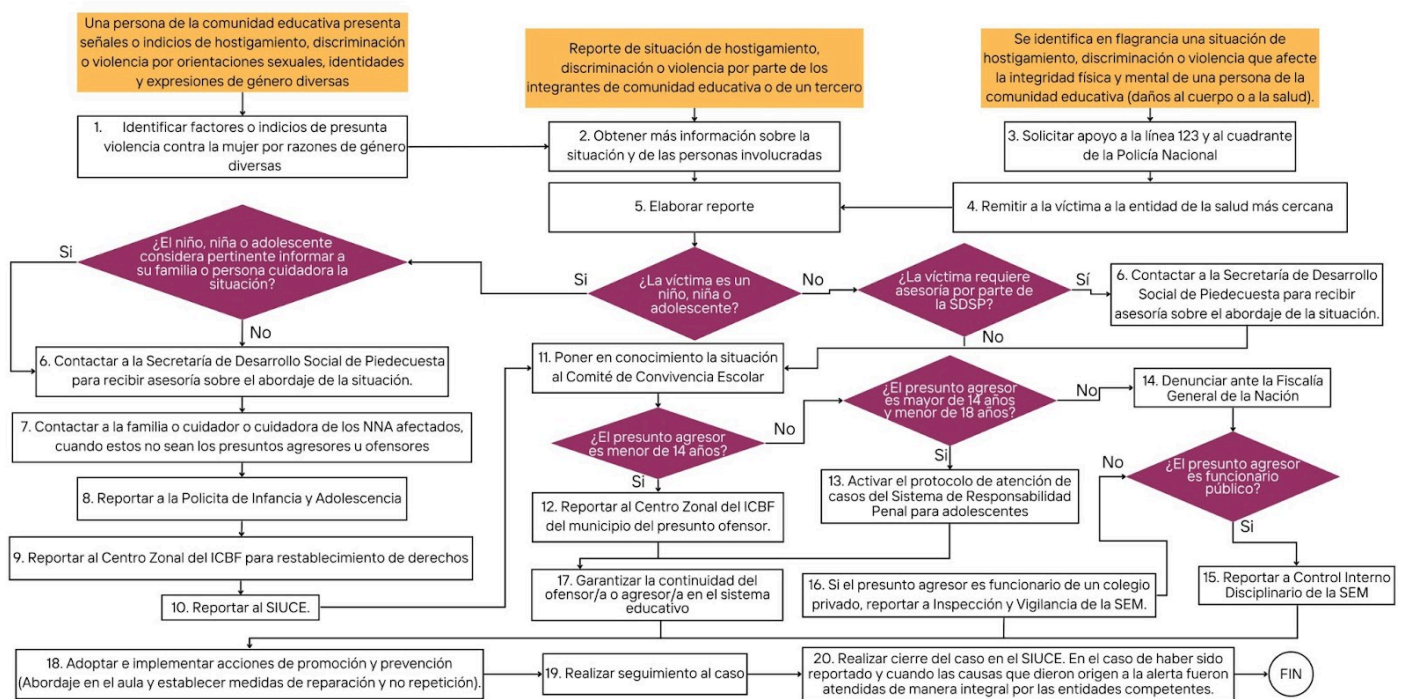 Una persona de la comunidad educativa presenta
señales o indicios de hostigamiento, discriminación
o violencia por orientaciones sexuales, identidades
y expresiones de género diversas
Reporte de situación de hostigamiento,
discriminación o violencia por parte de los
integrantes de comunidad educativa o de un tercero
Se identifica en flagrancia una situación de
hostigamiento, discriminación o violencia que afecte
la integridad física y mental de una persona de la
comunidad educativa (daños al cuerpo o a la salud).
1. Identificar factores o indicios de presunta
violencia contra la mujer por razones de género
diversas
2. Obtener más información sobre la
situación y de las personas involucradas
3. Solicitar apoyo a la línea 123 y al cuadrante
de la Policía Nacional
5. Elaborar reporte
4. Remitir a la víctima a la entidad de la salud más cercana
¿El niño, niña o adolescente
considera pertinente informar a
su familia o persona cuidadora la
situación?
Si
No
¿La víctima es un
niño, niña o
adolescente?
Si
No
¿La víctima requiere
asesoría por parte de
la SDSP?
Sí
No
6. Contactar a la Secretaría de Desarrollo
Social de Piedecuesta para recibir
asesoría sobre el abordaje de la situación.
6. Contactar a la Secretaría de Desarrollo Social de Piedecuesta
para recibir asesoría sobre el abordaje de la situación.
11. Poner en conocimiento la situación
al Comité de Convivencia Escolar
¿El presunto agresor
es mayor de 14 años
y menor de 18 años?
No
Si
14. Denunciar ante la Fiscalía
General de la Nación
7. Contactar a la familia o cuidador o cuidadora de los NNA afectados,
cuando estos no sean los presuntos agresores u ofensores
¿El presunto agresor
es menor de 14 años?
No
Si
¿El presunto agresor
es funcionario
público?
No
Si
8. Reportar a la Policita de Infancia y Adolescencia
12. Reportar al Centro Zonal del ICBF
del municipio del presunto ofensor.
13. Activar el protocolo de atención de
casos del Sistema de Responsabilidad
Penal para adolescentes
9. Reportar al Centro Zonal del ICBF para restablecimiento de derechos
10. Reportar al SIUCE.
17. Garantizar la continuidad del
ofensor/a o agresor/a en el sistema
educativo
16. Si el presunto agresor es funcionario de un colegio
privado, reportar a Inspección y Vigilancia de la SEM.
15. Reportar a Control Interno
Disciplinario de la SEM
18. Adoptar e implementar acciones de promoción y prevención
(Abordaje en el aula y establecer medidas de reparación y no repetición).
19. Realizar seguimiento al caso
20. Realizar cierre del caso en el SIUCE. En el caso de haber sido
reportado y cuando las causas que dieron origen a la alerta fueron
atendidas de manera integral por las entidades competentes.
FIN